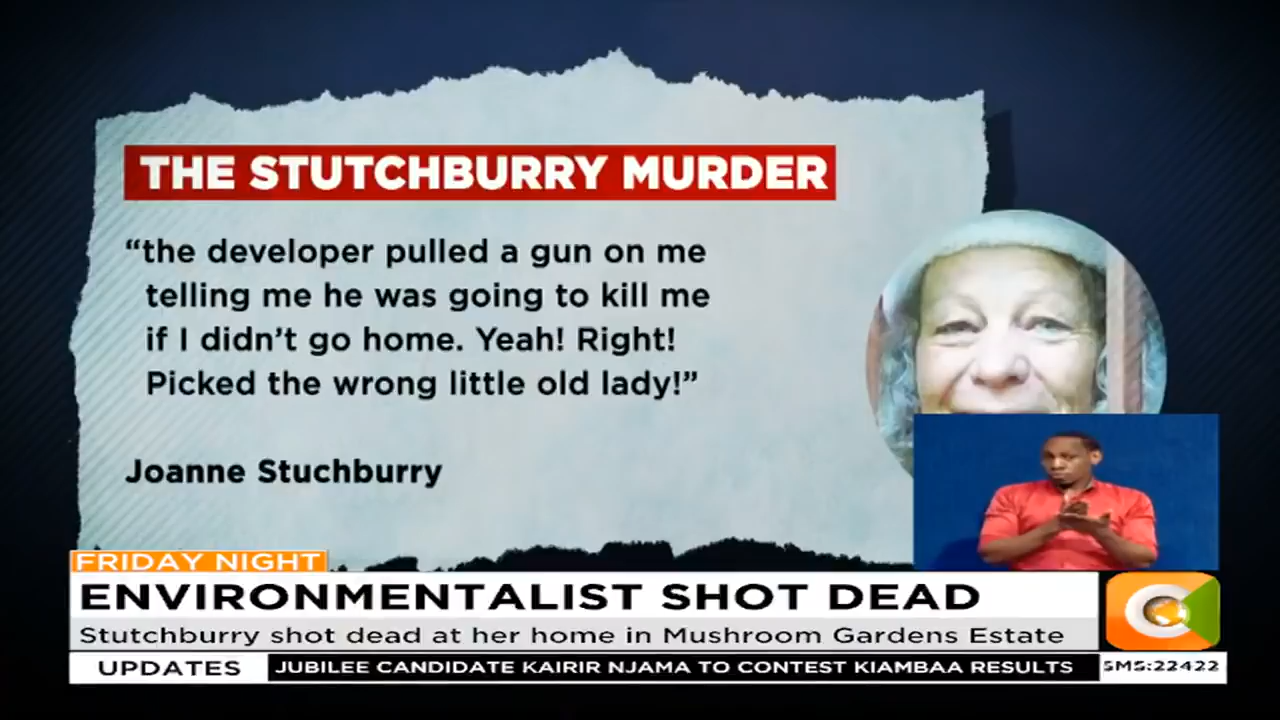 THE STUTCHBURRY MURDER
“the developer pulled a gun on me
telling me he was going to kill me
if I didn’t go home. Yeah! Right!
Picked the wrong little old lady!”
Joanne Stuchburry
FRIDAY NIGHT
ENVIRONMENTALIST SHOT DEAD
Stutchburry shot dead at her home in Mushroom Gardens Estate
UPDATES JUBILEE CANDIDATE KAIRIR NJAMA TO CONTEST KIAMBAA RESULTS SMS:22422